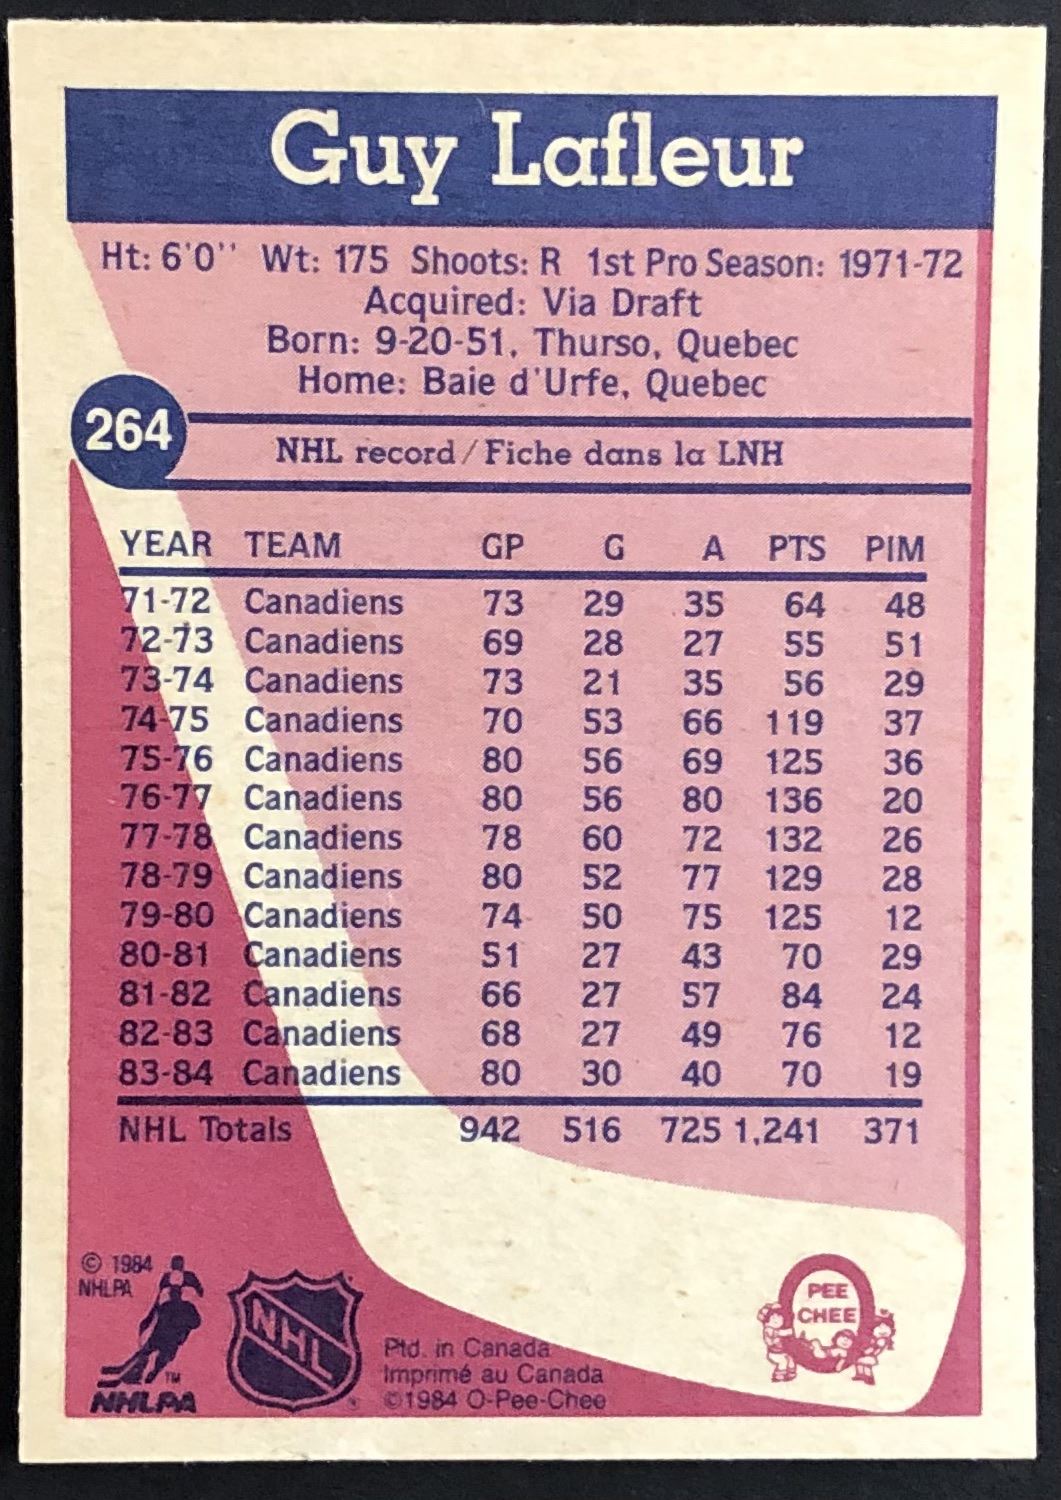 Guy Lafleur
Ht: 6'0'' Wt: 175 Shoots: R 1st Pro Season: 1971-72
Acquired: Via Draft
Born: 9-20-51, Thurso, Quebec
Home: Baie d'Urfe, Quebec
264
NHL record / Fiche dans la LNH
YEAR TEAM GP G A PTS PIM
71-72 Canadiens 73 29 35 64 48
72-73 Canadiens 69 28 27 55 51
73-74 Canadiens 73 21 35 56 29
74-75 Canadiens 70 53 66 119 37
75-76 Canadiens 80 56 69 125 36
76-77 Canadiens 80 56 80 136 20
77-78 Canadiens 78 60 72 132 26
78-79 Canadiens 80 52 77 129 28
79-80 Canadiens 74 50 75 125 12
80-81 Canadiens 51 27 43 70 29
81-82 Canadiens 66 27 57 84 24
82-83 Canadiens 68 27 49 76 12
83-84 Canadiens 80 30 40 70 19
NHL Totals 942 516 725 1,241 371
© 1984
NHLPA
TM
NHLPA
NHL
Ptd. in Canada
Imprimé au Canada
©1984 O-Pee-Chee
PEE
CHEE